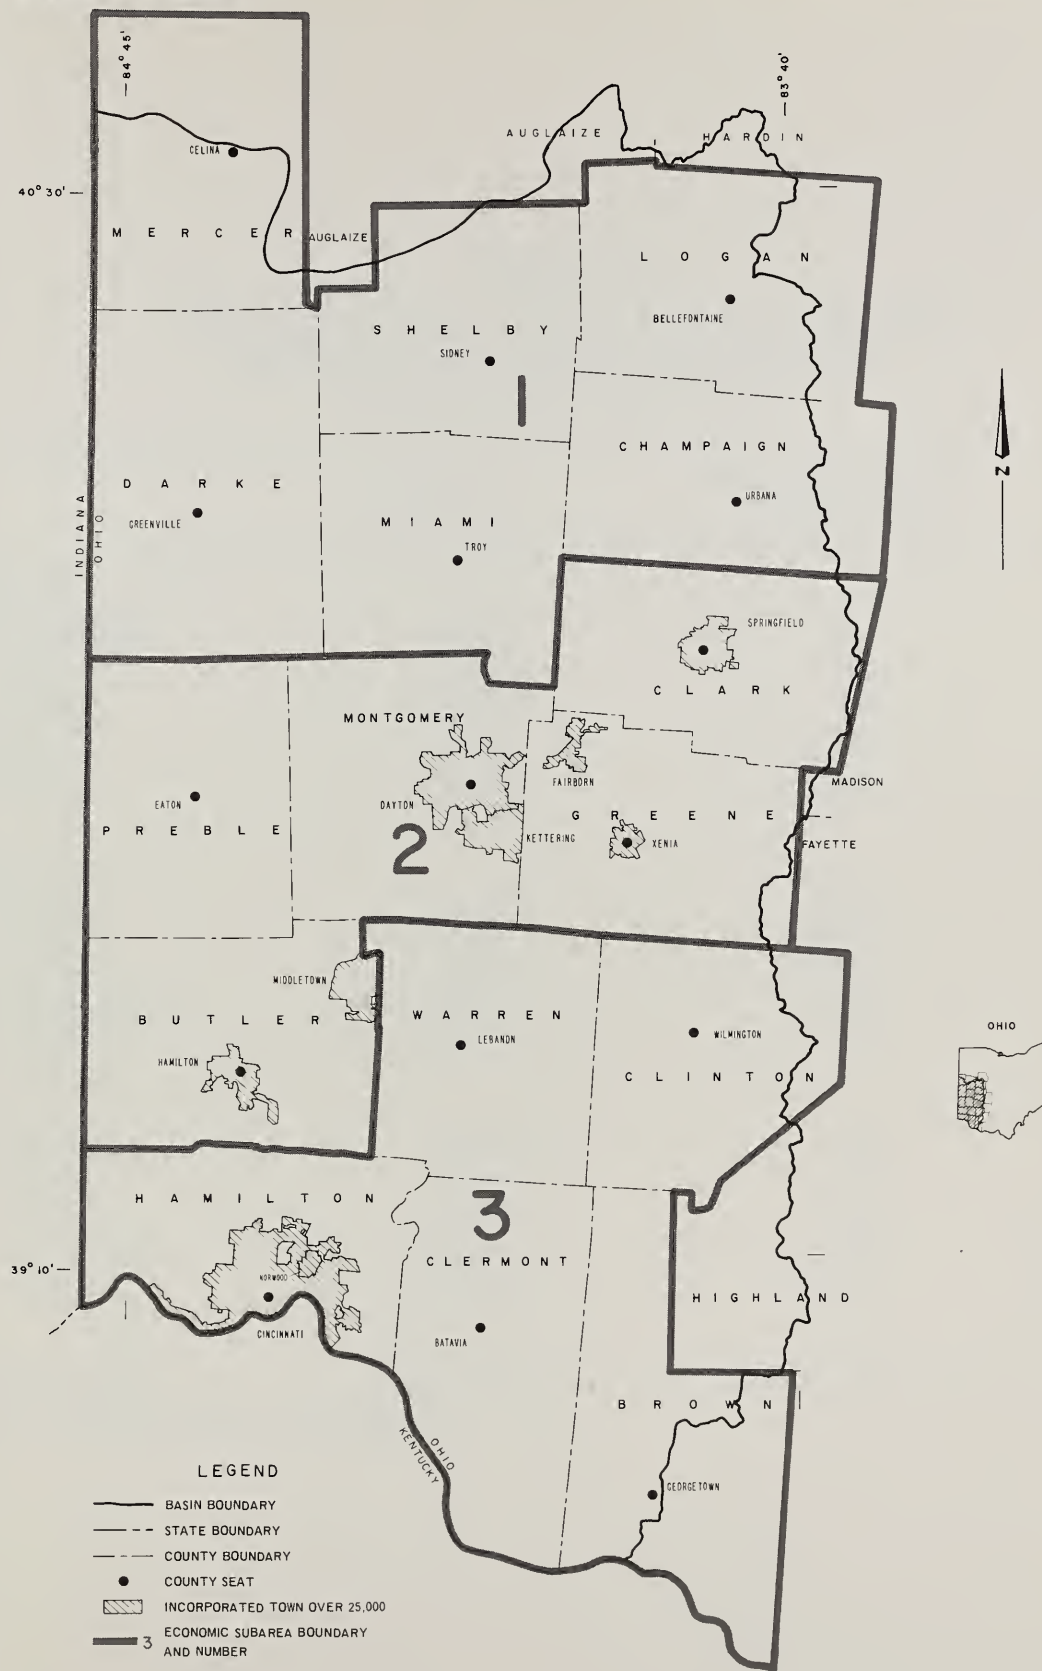 84° 45'
83° 40'
AUGLAIZE
HARDIN
CELINA
40° 30'
MERCER
AUGLAIZE
LOGAN
BELLEFONTAINE
SHELBY
SIDNEY
1
CHAMPAIGN
URBANA
N
DARKE
GREENVILLE
INDIANA
OHIO
MIAMI
TROY
SPRINGFIELD
CLARK
MONTGOMERY
FAIRBORN
MADISON
EATON
DAYTON
GREENE
PREBLE
2
KETTERING
XENIA
FAYETTE
MIDDLETOWN
BUTLER
WARREN
LEBANON
WILMINGTON
OHIO
HAMILTON
CLINTON
HAMILTON
3
CLERMONT
39° 10'
NORWOOD
HIGHLAND
CINCINNATI
BATAVIA
BROWN
OHIO
KENTUCKY
GEORGETOWN
LEGEND
BASIN BOUNDARY
STATE BOUNDARY
COUNTY BOUNDARY
COUNTY SEAT
INCORPORATED TOWN OVER 25,000
3 ECONOMIC SUBAREA BOUNDARY
AND NUMBER